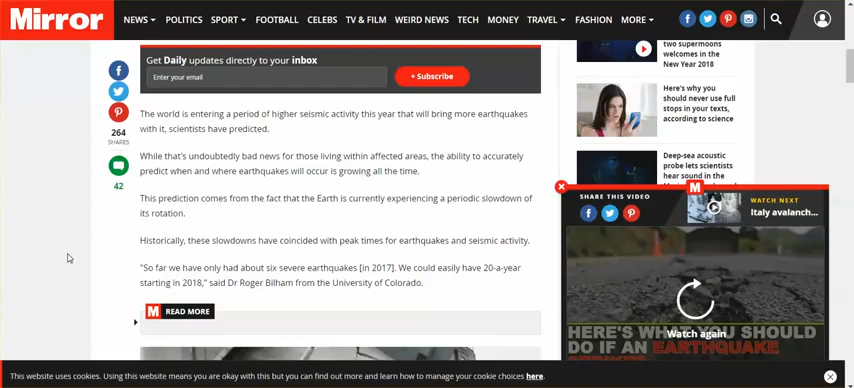 Mirror
NEWS POLITICS SPORT FOOTBALL CELEBS TV & FILM WEIRD NEWS TECH MONEY TRAVEL FASHION MORE
Get Daily updates directly to your inbox
Enter your email
+ Subscribe
264
SHARES
42
The world is entering a period of higher seismic activity this year that will bring more earthquakes
with it, scientists have predicted.
While that's undoubtedly bad news for those living within affected areas, the ability to accurately
predict when and where earthquakes will occur is growing all the time.
This prediction comes from the fact that the Earth is currently experiencing a periodic slowdown of
its rotation.
Historically, these slowdowns have coincided with peak times for earthquakes and seismic activity.
"So far we have only had about six severe earthquakes [in 2017]. We could easily have 20-a-year
starting in 2018," said Dr Roger Bilham from the University of Colorado.
M READ MORE
two supermoons
welcomes in the
New Year 2018
Here's why you
should never use full
stops in your texts,
according to science
Deep-sea acoustic
probe lets scientists
hear sound in the
M
SHARE THIS VIDEO
WATCH NEXT
Italy avalanch...
Watch again
HERE'S WHAT YOU SHOULD
DO IF AN EARTHQUAKE
This website uses cookies. Using this website means you are okay with this but you can find out more and learn how to manage your cookie choices here.